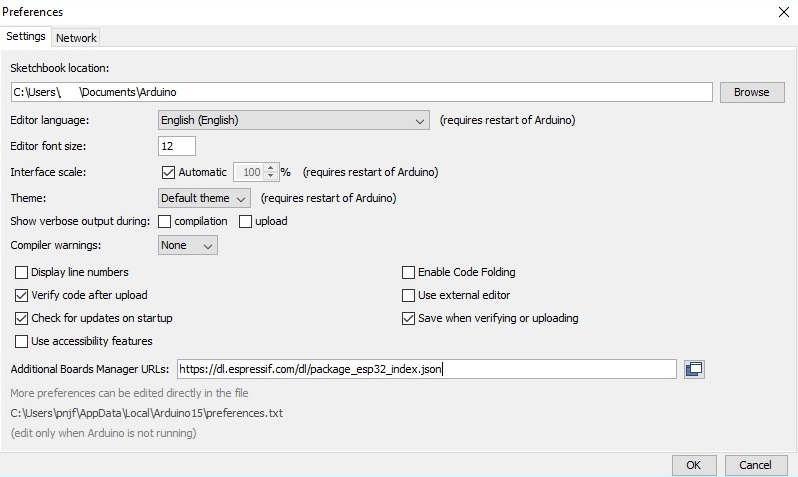 Preferences
Settings Network
Sketchbook location:
C:\Users\ \Documents\Arduino Browse
Editor language: English (English) (requires restart of Arduino)
Editor font size: 12
Interface scale: Automatic 100 % (requires restart of Arduino)
Theme: Default theme (requires restart of Arduino)
Show verbose output during: compilation upload
Compiler warnings: None
Display line numbers Enable Code Folding
Verify code after upload Use external editor
Check for updates on startup Save when verifying or uploading
Use accessibility features
Additional Boards Manager URLs: https://dl.espressif.com/dl/package_esp32_index.json
More preferences can be edited directly in the file
C:\Users\pnjf\AppData\Local\Arduino15\preferences.txt
(edit only when Arduino is not running)
OK Cancel